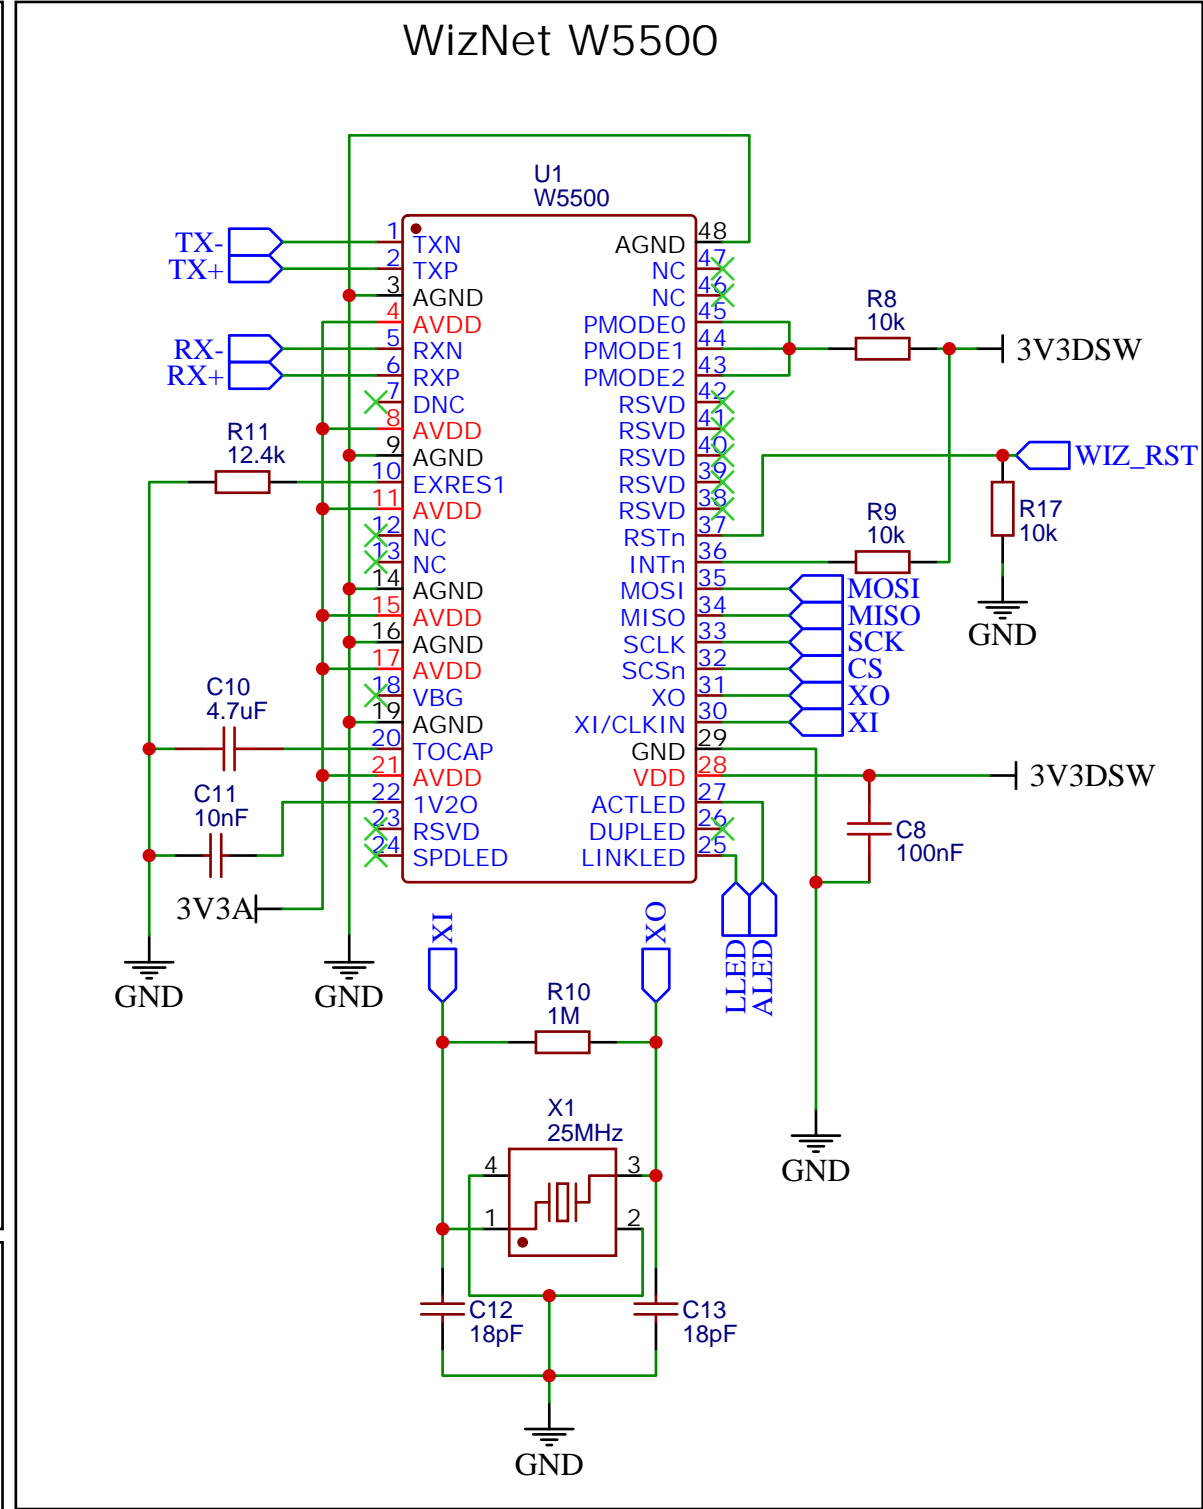 WizNet W5500
U1
W5500
TX-
TX+
RX-
RX+
1 TXN
2 TXP
3 AGND
4 AVDD
5 RXN
6 RXP
7 DNC
8 AVDD
9 AGND
10 EXRES1
11 AVDD
12 NC
13 NC
14 AGND
15 AVDD
16 AGND
17 AVDD
18 VBG
19 AGND
20 TOCAP
21 AVDD
22 1V2O
23 RSVD
24 SPDLED
AGND 48
NC 47
NC 46
PMODE0 45
PMODE1 44
PMODE2 43
RSVD 42
RSVD 41
RSVD 40
RSVD 39
RSVD 38
RSTn 37
INTn 36
MOSI 35
MISO 34
SCLK 33
SCSn 32
XO 31
XI/CLKIN 30
GND 29
VDD 28
ACTLED 27
DUPLED 26
LINKLED 25
R8
10k
3V3DSW
WIZ_RST
R17
10k
GND
R9
10k
MOSI
MISO
SCK
CS
XO
XI
3V3DSW
C8
100nF
GND
LLED
ALED
R11
12.4k
C10
4.7uF
C11
10nF
3V3A
GND
GND
XI
XO
R10
1M
X1
25MHz
4
3
1
2
C12
18pF
C13
18pF
GND